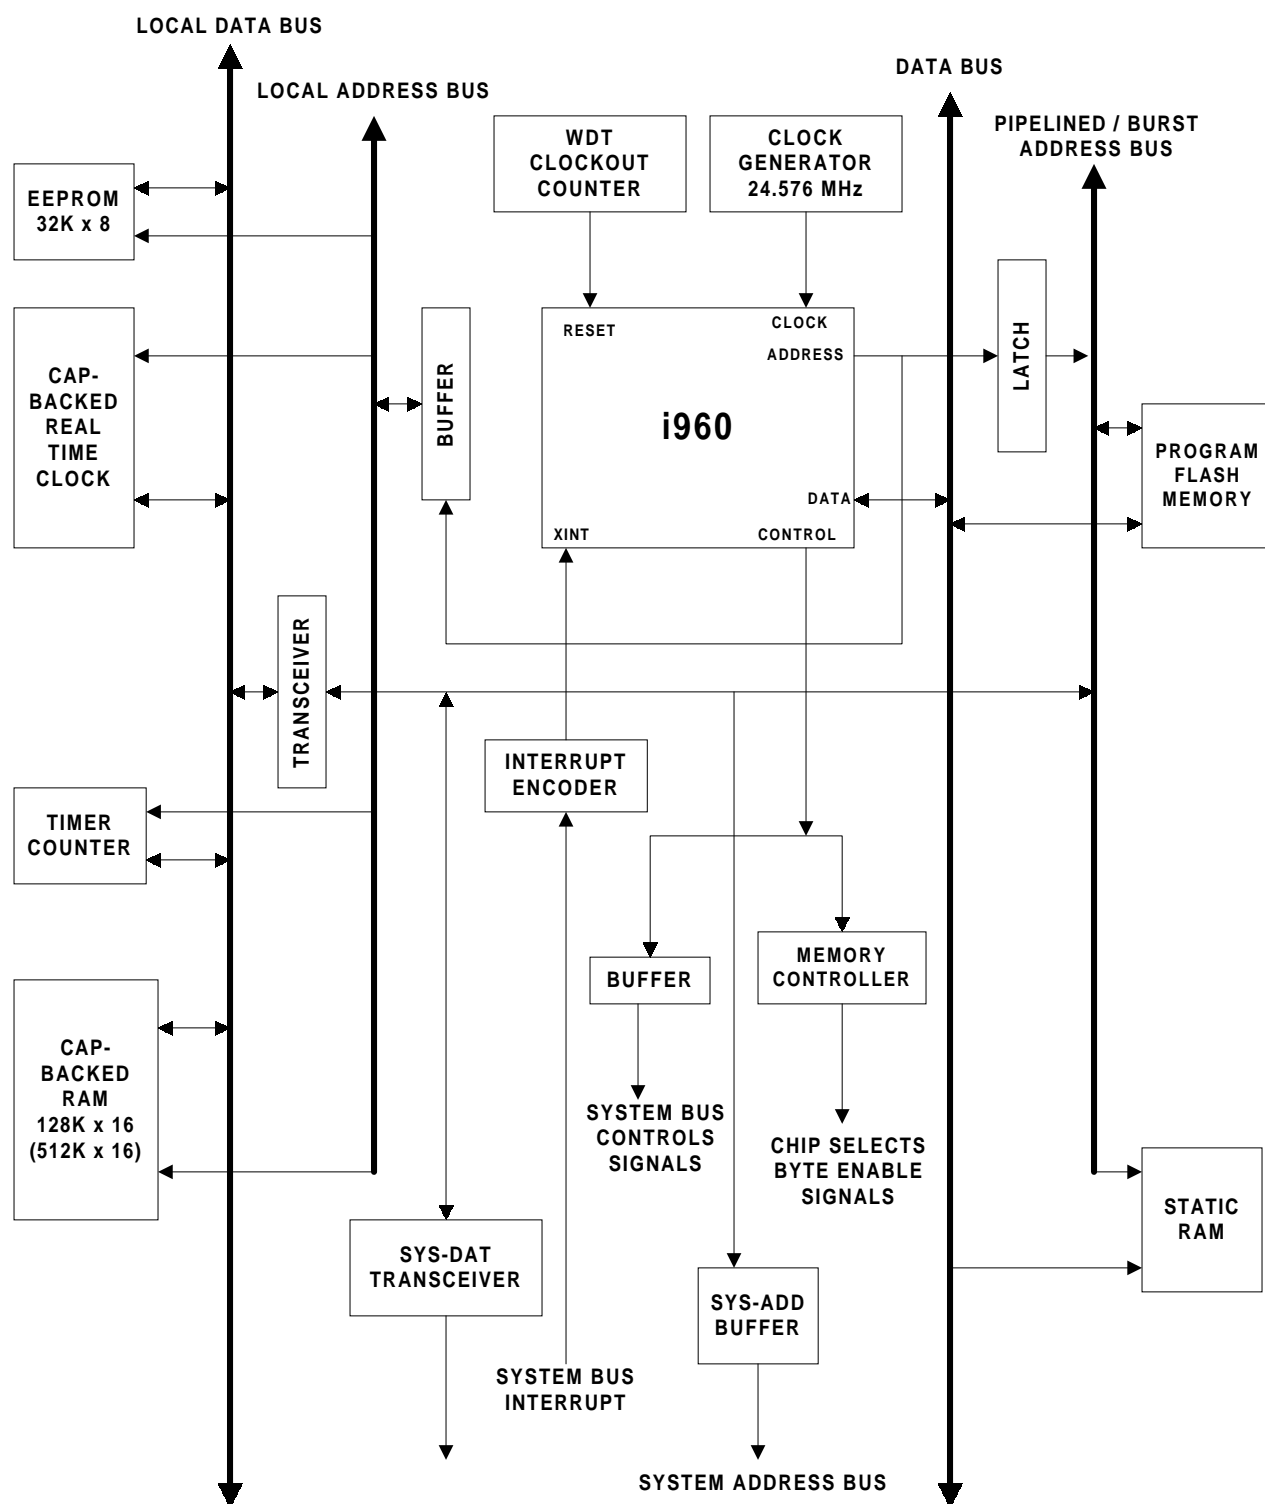 LOCAL DATA BUS
LOCAL ADDRESS BUS
DATA BUS
PIPELINED / BURST
ADDRESS BUS
WDT
CLOCKOUT
COUNTER
CLOCK
GENERATOR
24.576 MHz
EEPROM
32K x 8
CAP-
BACKED
REAL
TIME
CLOCK
BUFFER
RESET
CLOCK
ADDRESS
i960
DATA
XINT
CONTROL
LATCH
PROGRAM
FLASH
MEMORY
TRANSCEIVER
INTERRUPT
ENCODER
TIMER
COUNTER
BUFFER
MEMORY
CONTROLLER
CAP-
BACKED
RAM
128K x 16
(512K x 16)
SYSTEM BUS
CONTROLS
SIGNALS
CHIP SELECTS
BYTE ENABLE
SIGNALS
STATIC
RAM
SYS-DAT
TRANSCEIVER
SYS-ADD
BUFFER
SYSTEM BUS
INTERRUPT
SYSTEM ADDRESS BUS